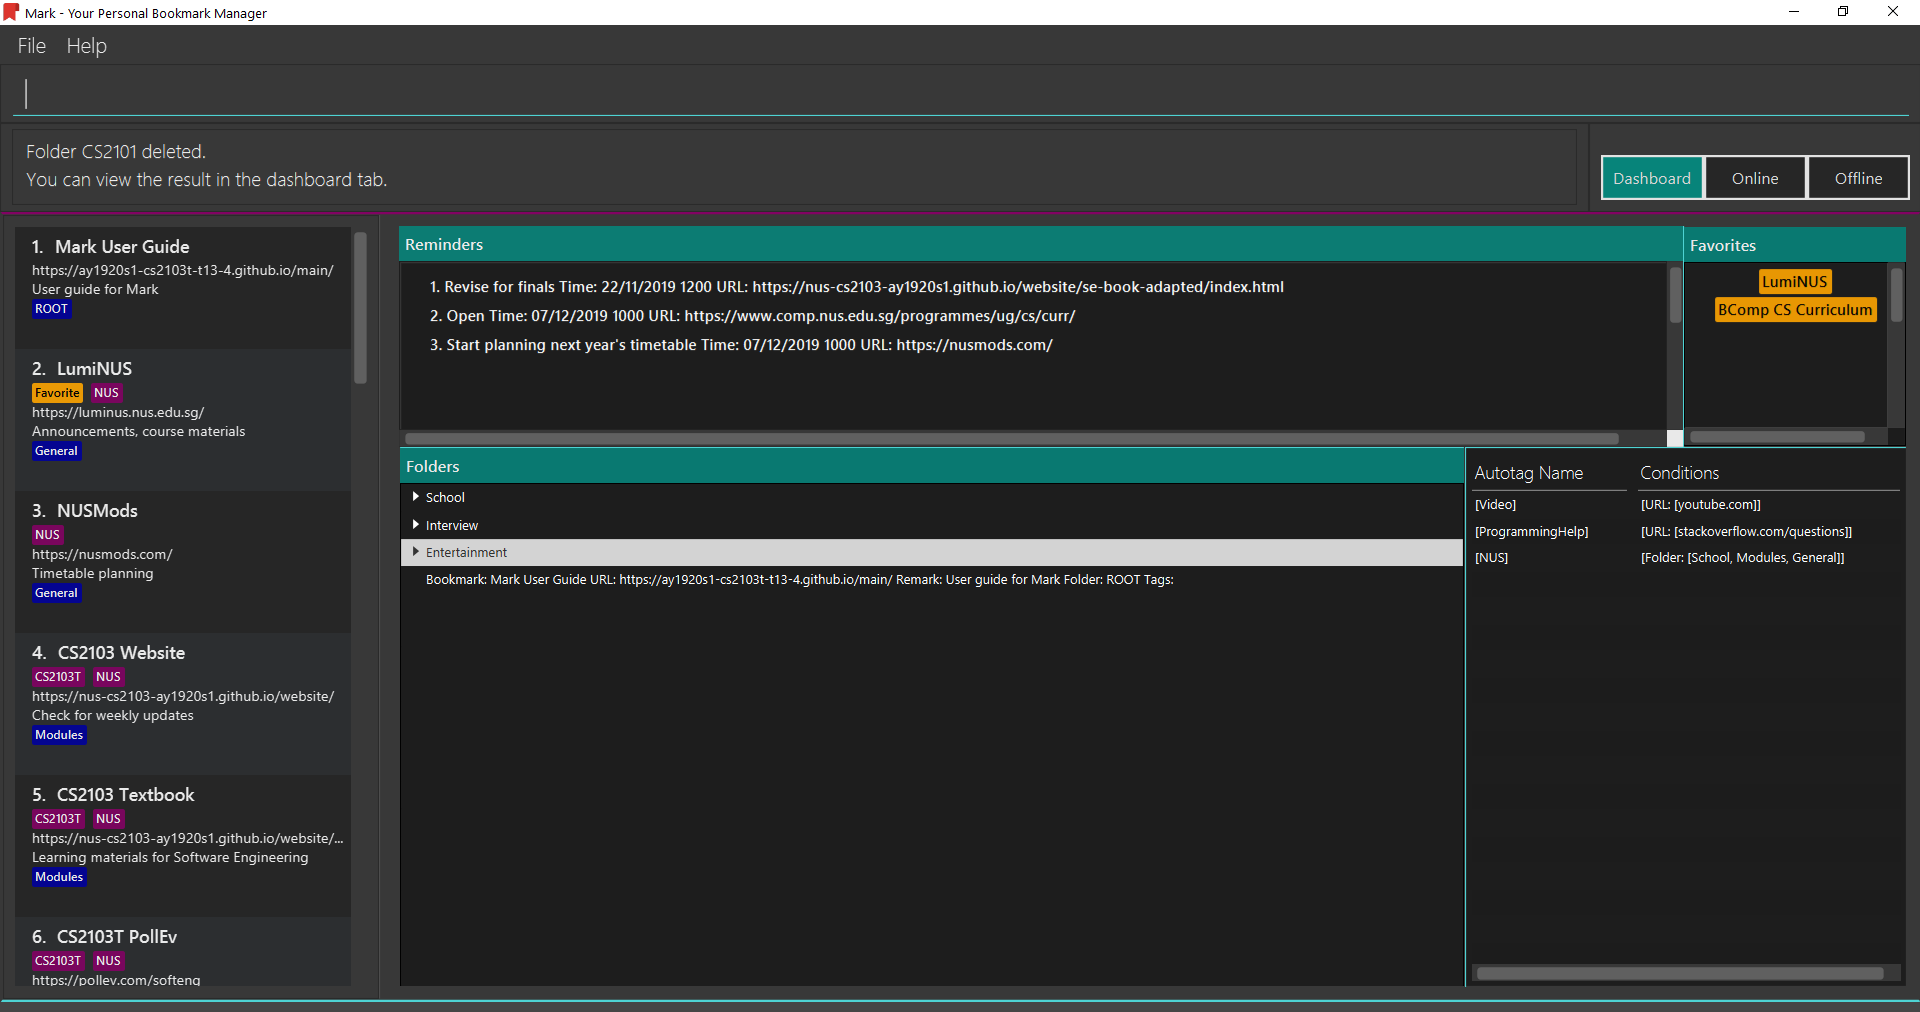 Mark - Your Personal Bookmark Manager
File Help
Folder CS2101 deleted.
You can view the result in the dashboard tab.
Dashboard Online Offline
1. Mark User Guide
https://ay1920s1-cs2103t-t13-4.github.io/main/
User guide for Mark
ROOT
2. LumiNUS
Favorite NUS
https://luminus.nus.edu.sg/
Announcements, course materials
General
3. NUSMods
NUS
https://nusmods.com/
Timetable planning
General
4. CS2103 Website
CS2103T NUS
https://nus-cs2103-ay1920s1.github.io/website/
Check for weekly updates
Modules
5. CS2103 Textbook
CS2103T NUS
https://nus-cs2103-ay1920s1.github.io/website/...
Learning materials for Software Engineering
Modules
6. CS2103T PollEv
CS2103T NUS
https://pollev.com/softeng
Reminders
1. Revise for finals Time: 22/11/2019 1200 URL: https://nus-cs2103-ay1920s1.github.io/website/se-book-adapted/index.html
2. Open Time: 07/12/2019 1000 URL: https://www.comp.nus.edu.sg/programmes/ug/cs/curr/
3. Start planning next year's timetable Time: 07/12/2019 1000 URL: https://nusmods.com/
Favorites
LumiNUS
BComp CS Curriculum
Folders
School
Interview
Entertainment
Bookmark: Mark User Guide URL: https://ay1920s1-cs2103t-t13-4.github.io/main/ Remark: User guide for Mark Folder: ROOT Tags:
Autotag Name Conditions
[Video] [URL: [youtube.com]]
[ProgrammingHelp] [URL: [stackoverflow.com/questions]]
[NUS] [Folder: [School, Modules, General]]